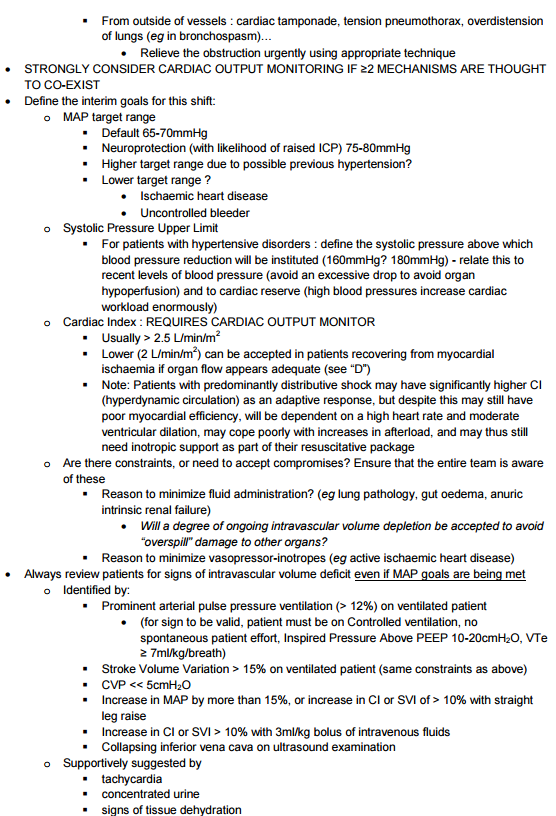 ▪ From outside of vessels : cardiac tamponade, tension pneumothorax, overdistension
of lungs (eg in bronchospasm)…
• Relieve the obstruction urgently using appropriate technique
• STRONGLY CONSIDER CARDIAC OUTPUT MONITORING IF ≥2 MECHANISMS ARE THOUGHT
TO CO-EXIST
• Define the interim goals for this shift:
o MAP target range
▪ Default 65-70mmHg
▪ Neuroprotection (with likelihood of raised ICP) 75-80mmHg
▪ Higher target range due to possible previous hypertension?
▪ Lower target range ?
• Ischaemic heart disease
• Uncontrolled bleeder
o Systolic Pressure Upper Limit
▪ For patients with hypertensive disorders : define the systolic pressure above which
blood pressure reduction will be instituted (160mmHg? 180mmHg) - relate this to
recent levels of blood pressure (avoid an excessive drop to avoid organ
hypoperfusion) and to cardiac reserve (high blood pressures increase cardiac
workload enormously)
o Cardiac Index : REQUIRES CARDIAC OUTPUT MONITOR
▪ Usually > 2.5 L/min/m²
▪ Lower (2 L/min/m²) can be accepted in patients recovering from myocardial
ischaemia if organ flow appears adequate (see “D”)
▪ Note: Patients with predominantly distributive shock may have significantly higher CI
(hyperdynamic circulation) as an adaptive response, but despite this may still have
poor myocardial efficiency, will be dependent on a high heart rate and moderate
ventricular dilation, may cope poorly with increases in afterload, and may thus still
need inotropic support as part of their resuscitative package
o Are there constraints, or need to accept compromises? Ensure that the entire team is aware
of these
▪ Reason to minimize fluid administration? (eg lung pathology, gut oedema, anuric
intrinsic renal failure)
• Will a degree of ongoing intravascular volume depletion be accepted to avoid
“overspill” damage to other organs?
▪ Reason to minimize vasopressor-inotropes (eg active ischaemic heart disease)
• Always review patients for signs of intravascular volume deficit even if MAP goals are being met
o Identified by:
▪ Prominent arterial pulse pressure ventilation (> 12%) on ventilated patient
• (for sign to be valid, patient must be on Controlled ventilation, no
spontaneous patient effort, Inspired Pressure Above PEEP 10-20cmH₂O, VTe
≥ 7ml/kg/breath)
▪ Stroke Volume Variation > 15% on ventilated patient (same constraints as above)
▪ CVP << 5cmH₂O
▪ Increase in MAP by more than 15%, or increase in CI or SVI of > 10% with straight
leg raise
▪ Increase in CI or SVI > 10% with 3ml/kg bolus of intravenous fluids
▪ Collapsing inferior vena cava on ultrasound examination
o Supportively suggested by
▪ tachycardia
▪ concentrated urine
▪ signs of tissue dehydration